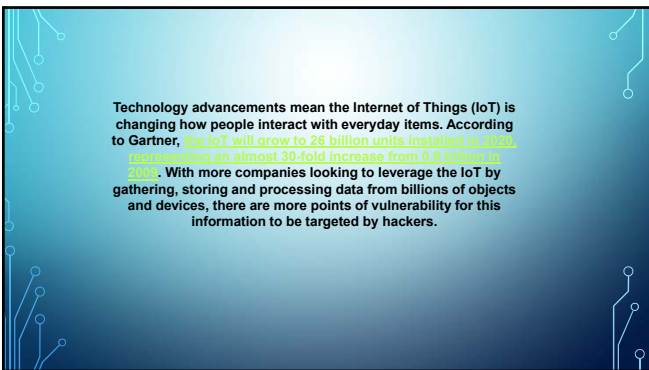 Technology advancements mean the Internet of Things (IoT) is
changing how people interact with everyday items. According
to Gartner, the IoT will grow to 26 billion units installed in 2020,
representing an almost 30-fold increase from 0.9 billion in
2009. With more companies looking to leverage the IoT by
gathering, storing and processing data from billions of objects
and devices, there are more points of vulnerability for this
information to be targeted by hackers.